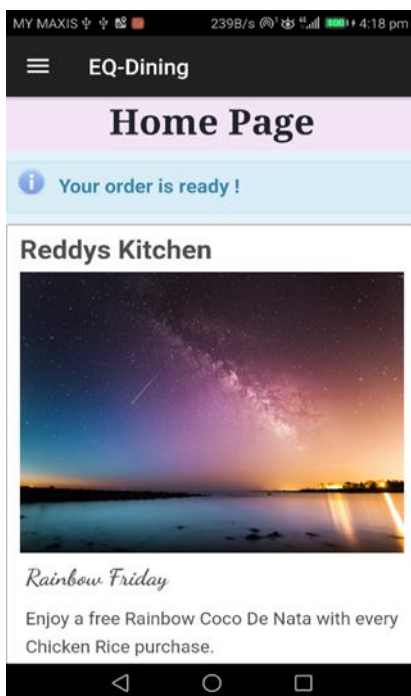 MY MAXIS 239B/s 100 4:18 pm
EQ-Dining
Home Page
i Your order is ready !
Reddys Kitchen
Rainbow Friday
Enjoy a free Rainbow Coco De Nata with every
Chicken Rice purchase.